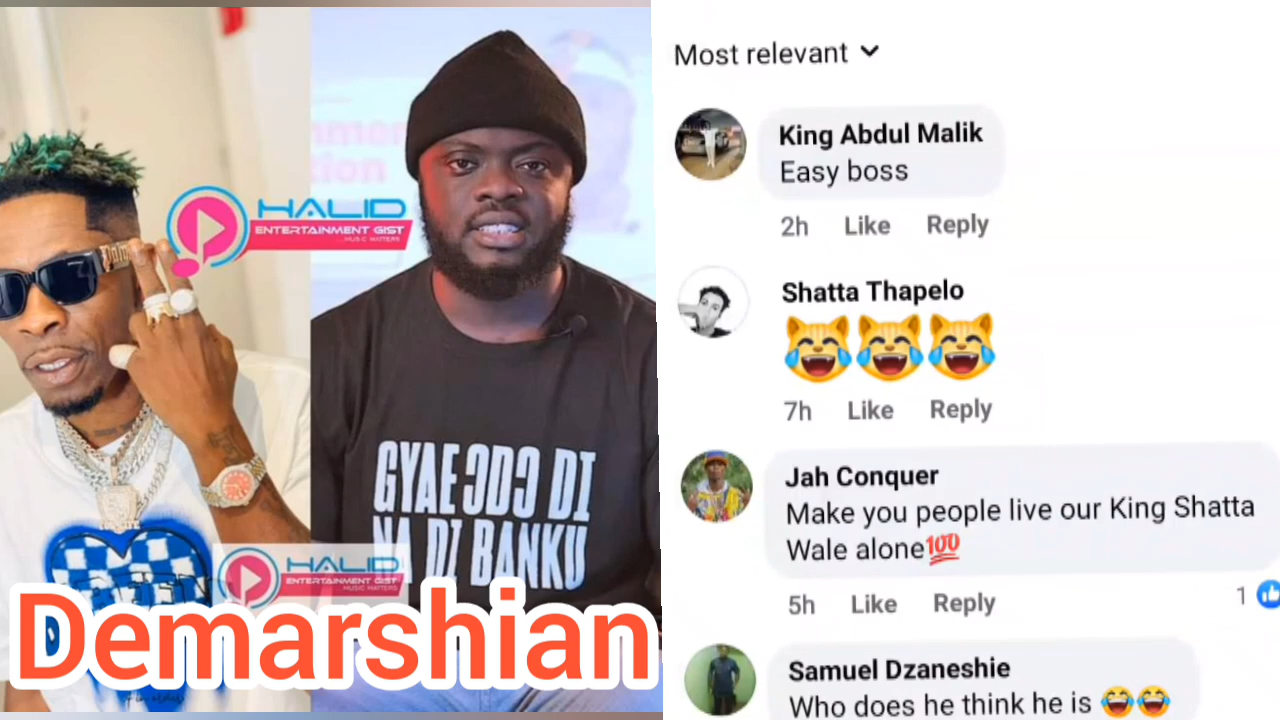 HALID
ENTERTAINMENT GIST
...MUSIC MATTERS
GYAE ƆDƆ DI
NA DI BANKU
HALID
ENTERTAINMENT GIST
...MUSIC MATTERS
Demarshian
Most relevant
King Abdul Malik
Easy boss
2h Like Reply
Shatta Thapelo
😹😹😹
7h Like Reply
Jah Conquer
Make you people live our King Shatta
Wale alone💯
5h Like Reply
1
Samuel Dzaneshie
Who does he think he is 😂😂